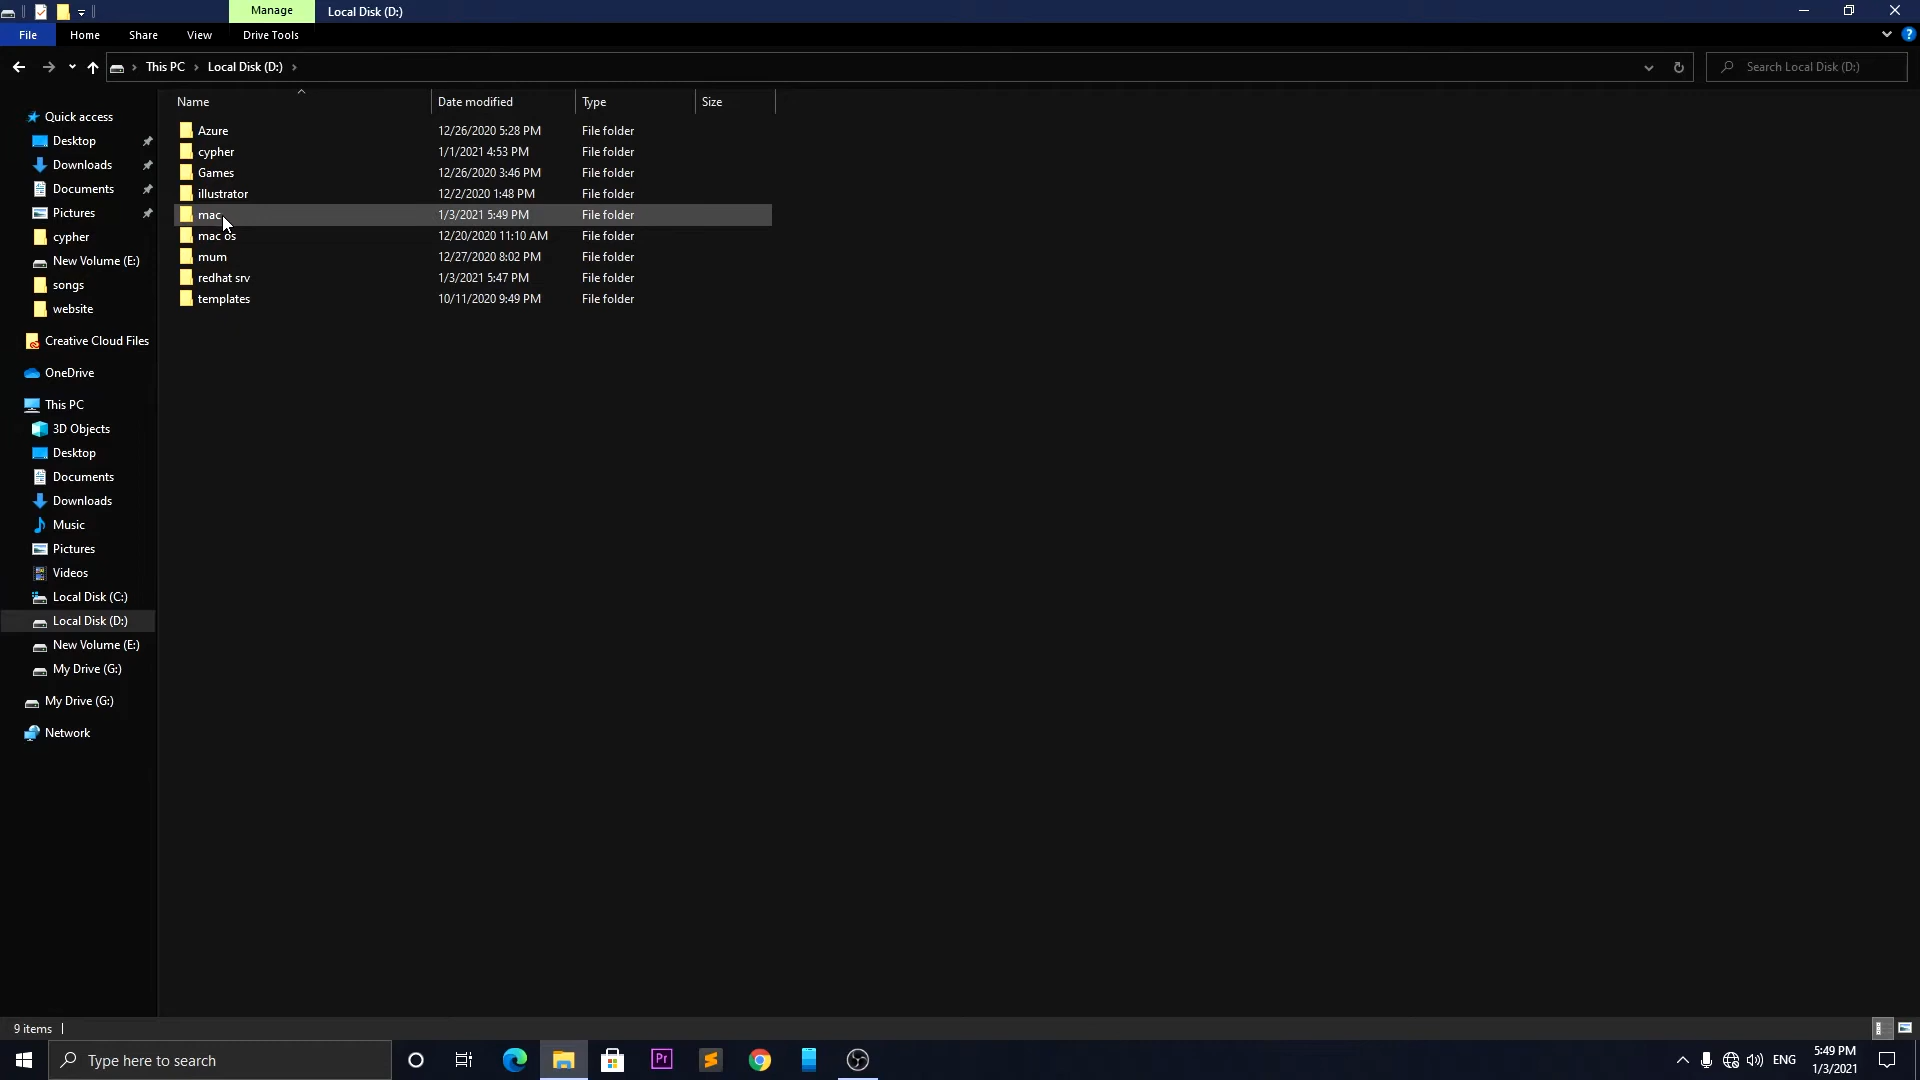 Manage Local Disk (D:)
File Home Share View Drive Tools
This PC Local Disk (D:) Search Local Disk (D:)
Name Date modified Type Size
Quick access
Desktop
Downloads
Documents
Pictures
cypher
New Volume (E:)
songs
website
Creative Cloud Files
OneDrive
This PC
3D Objects
Desktop
Documents
Downloads
Music
Pictures
Videos
Local Disk (C:)
Local Disk (D:)
New Volume (E:)
My Drive (G:)
My Drive (G:)
Network
Azure 12/26/2020 5:28 PM File folder
cypher 1/1/2021 4:53 PM File folder
Games 12/26/2020 3:46 PM File folder
illustrator 12/2/2020 1:48 PM File folder
mac 1/3/2021 5:49 PM File folder
mac os 12/20/2020 11:10 AM File folder
mum 12/27/2020 8:02 PM File folder
redhat srv 1/3/2021 5:47 PM File folder
templates 10/11/2020 9:49 PM File folder
9 items
Type here to search
Pr
ENG
5:49 PM
1/3/2021